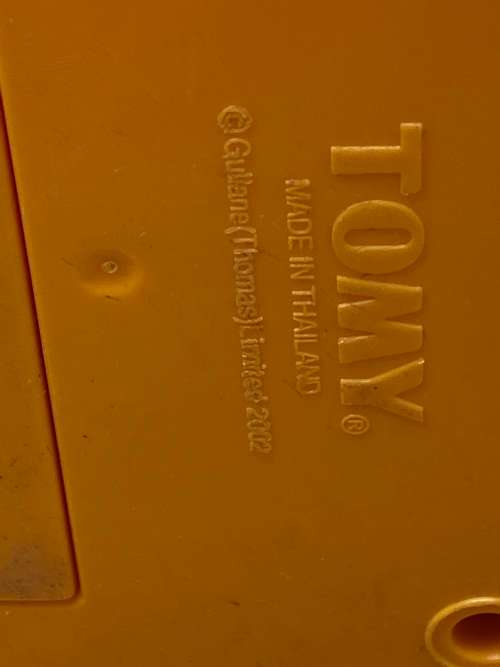 TOMY®
MADE IN THAILAND
© Gullane (Thomas) Limited 2002